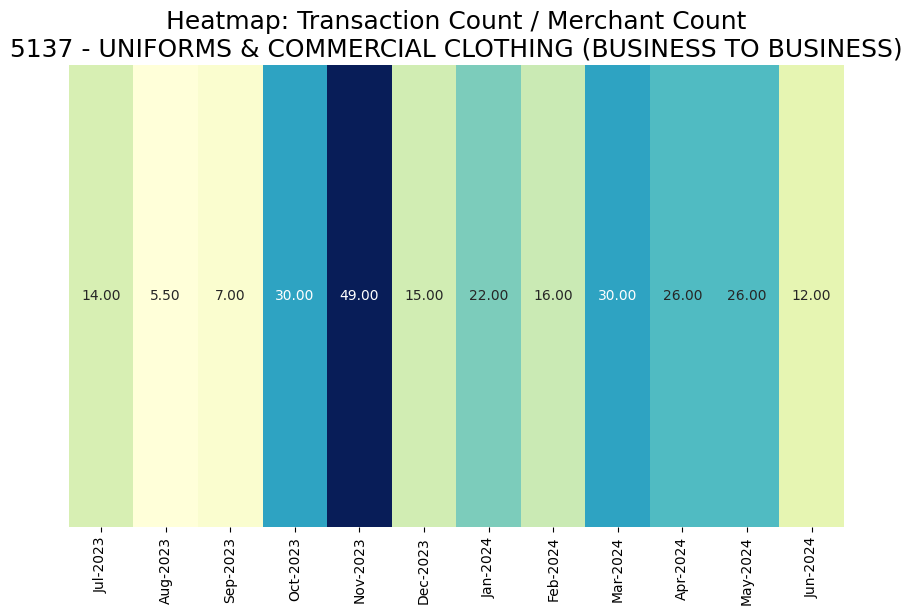 Heatmap: Transaction Count / Merchant Count
5137 - UNIFORMS & COMMERCIAL CLOTHING (BUSINESS TO BUSINESS)
14.00 5.50 7.00 30.00 49.00 15.00 22.00 16.00 30.00 26.00 26.00 12.00
Jul-2023 Aug-2023 Sep-2023 Oct-2023 Nov-2023 Dec-2023 Jan-2024 Feb-2024 Mar-2024 Apr-2024 May-2024 Jun-2024